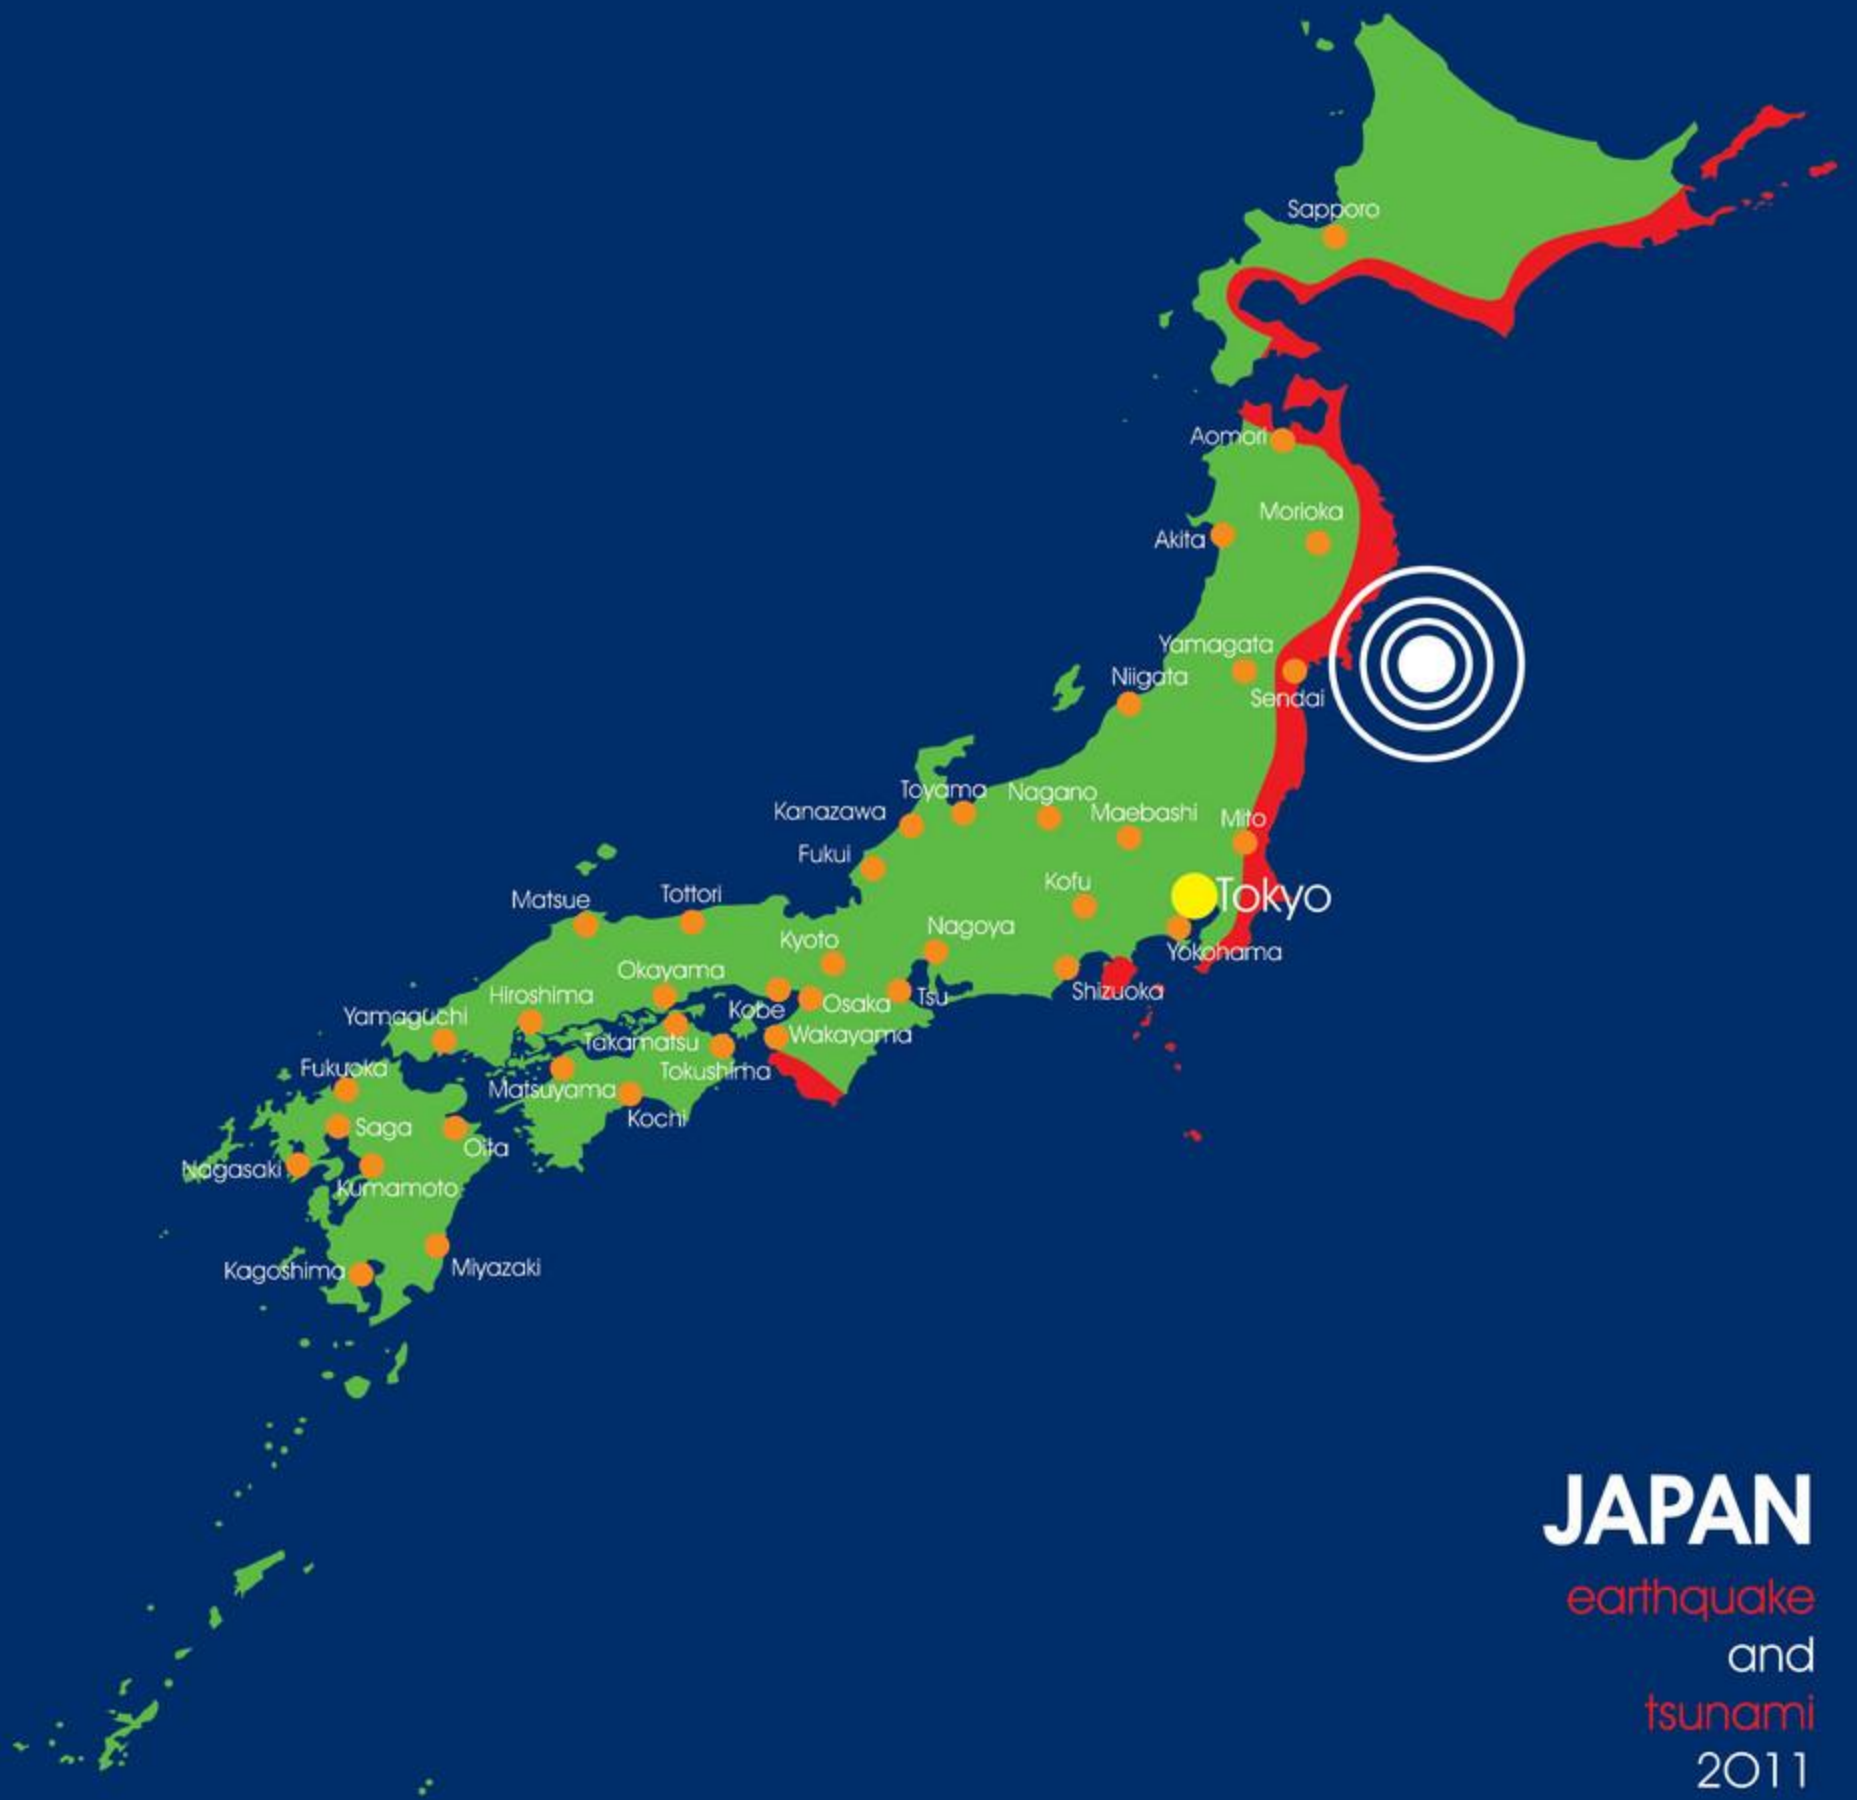 Sapporo
Aomori
Morioka
Akita
Yamagata
Niigata
Sendai
Toyama
Nagano
Kanazawa
Maebashi
Mito
Fukui
Kofu
Tokyo
Matsue
Tottori
Nagoya
Kyoto
Yokohama
Okayama
Shizuoka
Hiroshima
Kobe
Osaka
Tsu
Yamaguchi
Takamatsu
Wakayama
Fukuoka
Tokushima
Matsuyama
Kochi
Saga
Oita
Nagasaki
Kumamoto
Kagoshima
Miyazaki
JAPAN
earthquake
and
tsunami
2011